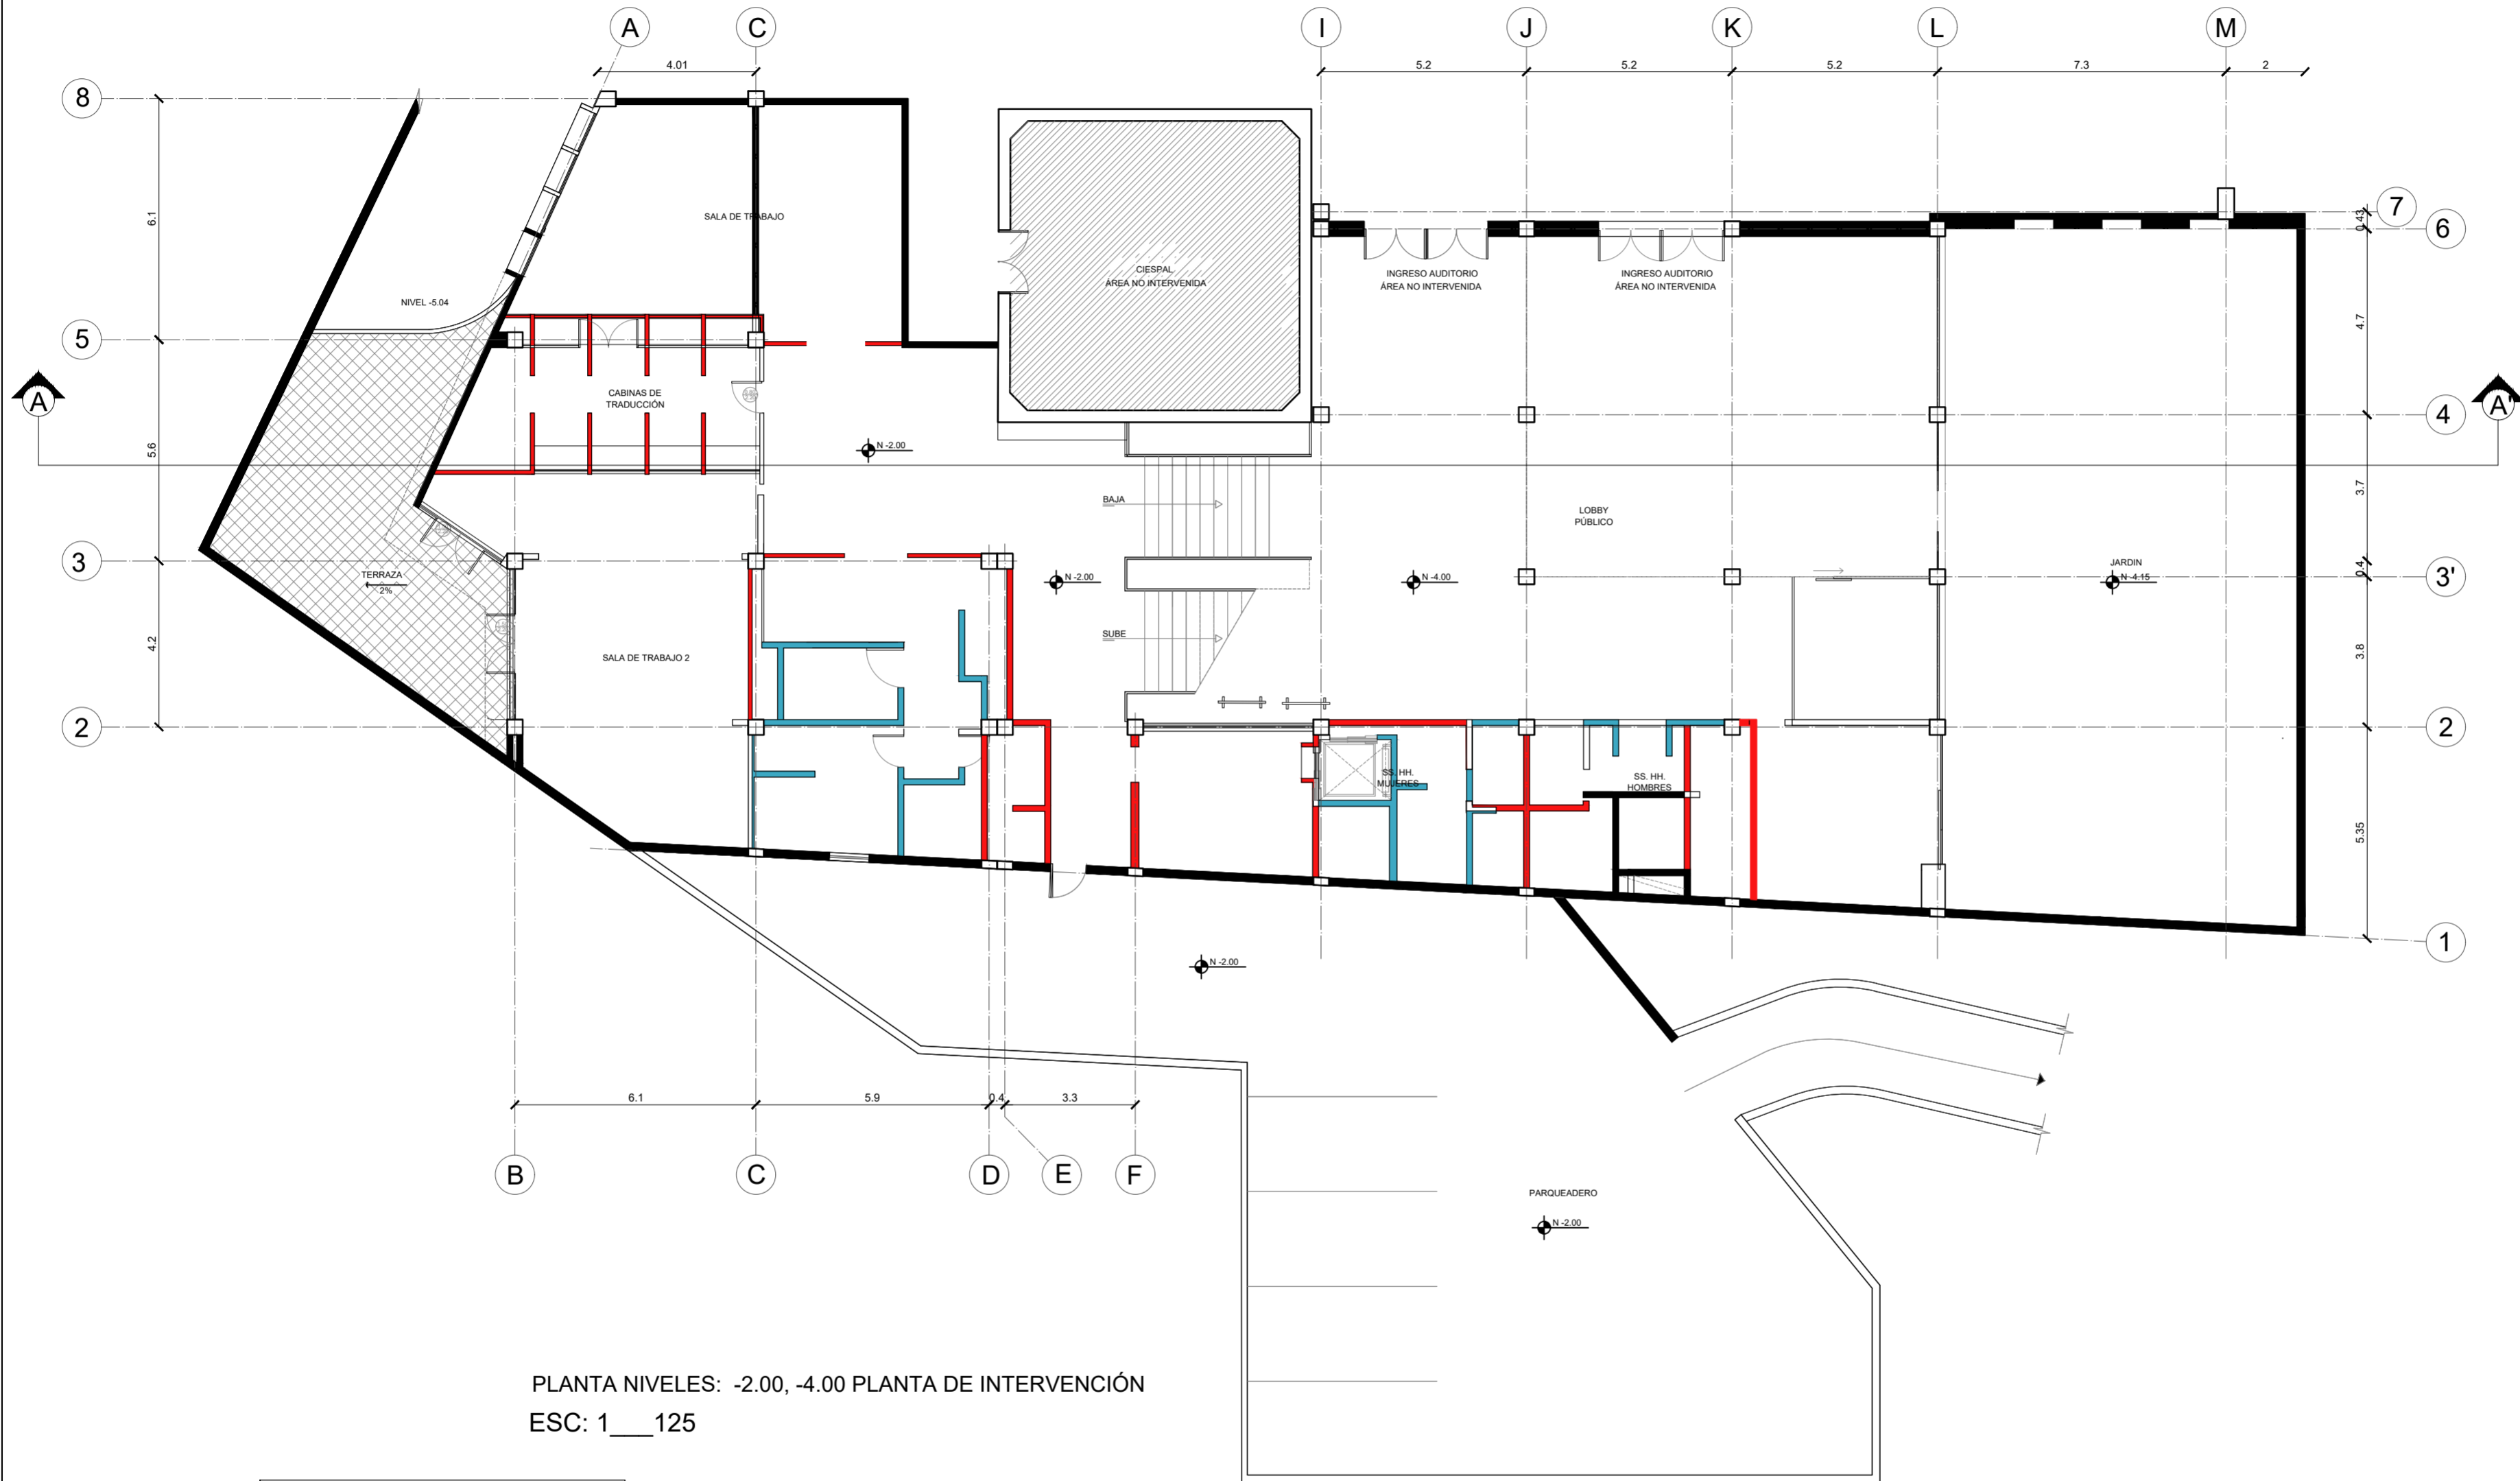 A
C
I
J
K
L
M
4.01
5.2
5.2
5.2
7.3
2
8
7
6
0.43
6.1
SALA DE TRABAJO
CIESPAL
ÁREA NO INTERVENIDA
INGRESO AUDITORIO
ÁREA NO INTERVENIDA
INGRESO AUDITORIO
ÁREA NO INTERVENIDA
NIVEL -5.04
4.7
5
A
A'
CABINAS DE
TRADUCCIÓN
4
5.6
N -2.00
3.7
BAJA
LOBBY
PÚBLICO
3
TERRAZA
2%
N -2.00
N -4.00
JARDIN
N -4.15
0.4
3'
4.2
SUBE
SALA DE TRABAJO 2
3.8
2
2
SS. HH.
MUJERES
SS. HH.
HOMBRES
5.35
1
N -2.00
6.1
5.9
0.4
3.3
B
C
D
E
F
PARQUEADERO
N -2.00
PLANTA NIVELES: -2.00, -4.00 PLANTA DE INTERVENCIÓN
ESC: 1___125